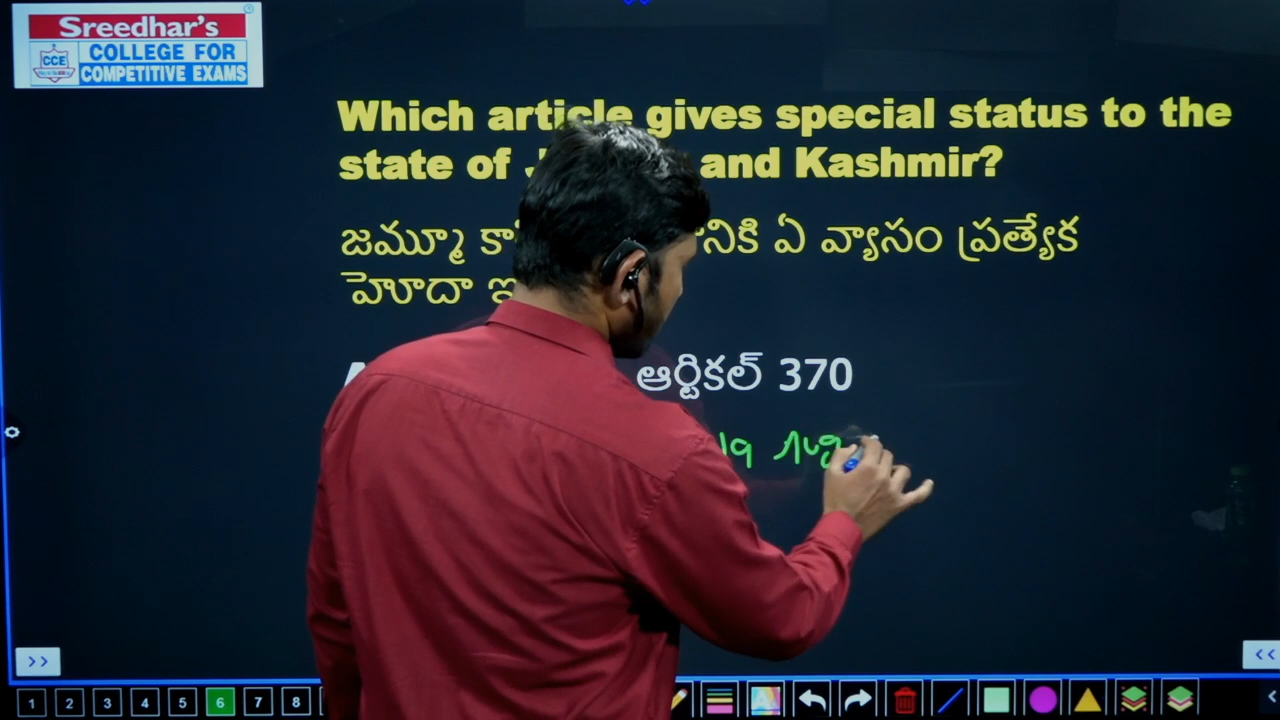 Sreedhar's
CCE
COLLEGE FOR
COMPETITIVE EXAMS
Which article gives special status to the
state of and Kashmir?
జమ్మూ ఏ వ్యాసం ప్రత్యేక
హెూదా
ఆర్టికల్ 370
1 2 3 4 5 6 7 8
>>
<<